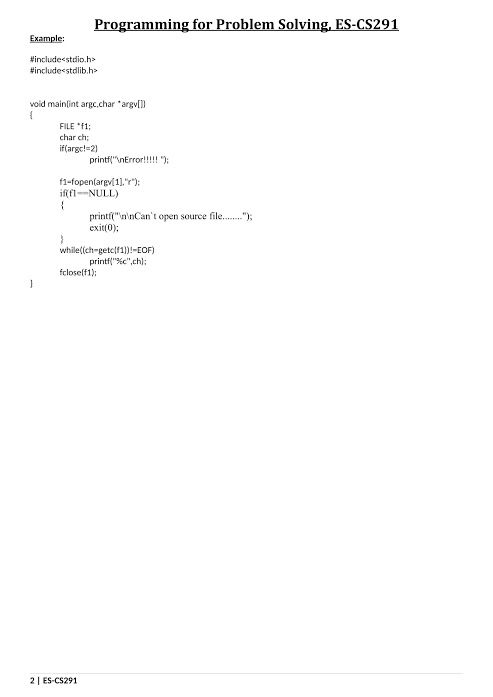 Programming for Problem Solving, ES-CS291
Example:
#include<stdio.h>
#include<stdlib.h>
void main(int argc,char *argv[])
{
FILE *f1;
char ch;
if(argc!=2)
printf("\nError!!!!! ");
f1=fopen(argv[1],"r");
if(f1==NULL)
{
printf("\n\nCan`t open source file........");
exit(0);
}
while((ch=getc(f1))!=EOF)
printf("%c",ch);
fclose(f1);
}
2 | ES-CS291